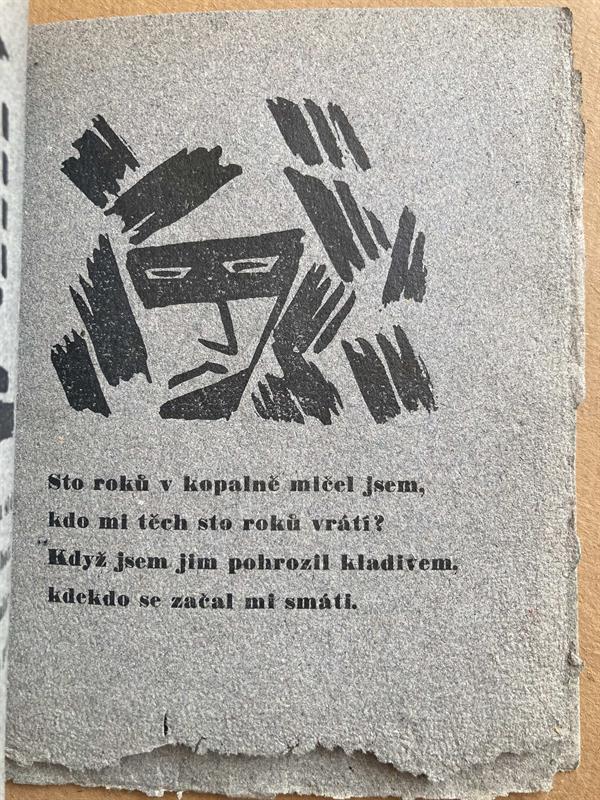 Sto roků v kopalně mlčel jsem,
kdo mi těch sto roků vrátí?
Když jsem jim pohrozil kladivem,
kdekdo se začal mi smáti.